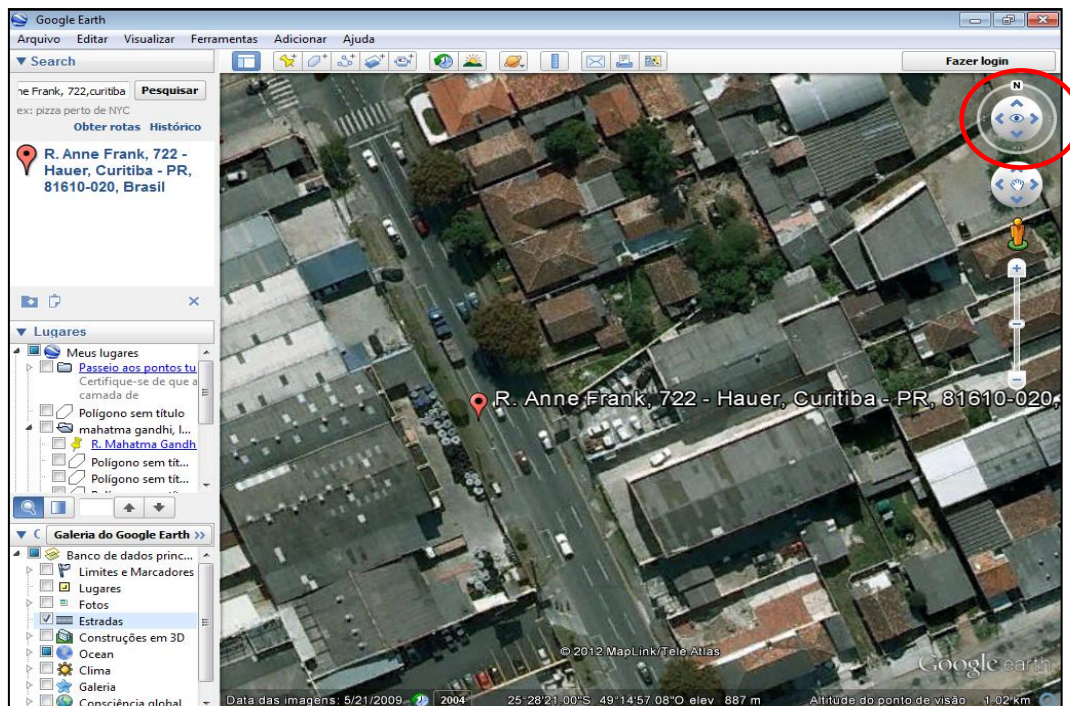 Google Earth
Arquivo Editar Visualizar Ferramentas Adicionar Ajuda
Search
ne Frank, 722,curitiba Pesquisar
ex: pizza perto de NYC
Obter rotas Histórico
R. Anne Frank, 722 -
Hauer, Curitiba - PR,
81610-020, Brasil
Lugares
Meus lugares
Passeio aos pontos tu
Certifique-se de que a
camada de
Polígono sem título
mahatma gandhi, l...
R. Mahatma Gandh
Polígono sem tít...
Polígono sem tít...
C Galeria do Google Earth >>
Banco de dados princ...
Limites e Marcadores
Lugares
Fotos
Estradas
Construções em 3D
Ocean
Clima
Galeria
Consciência global
Fazer login
N
R. Anne Frank, 722 - Hauer, Curitiba - PR, 81610-020,
© 2012 MapLink/Tele Atlas
Google earth
Data das imagens: 5/21/2009 2004 25°28'21.00"S 49°14'57.08"O elev 887 m Altitude do ponto de visão 1.02 km